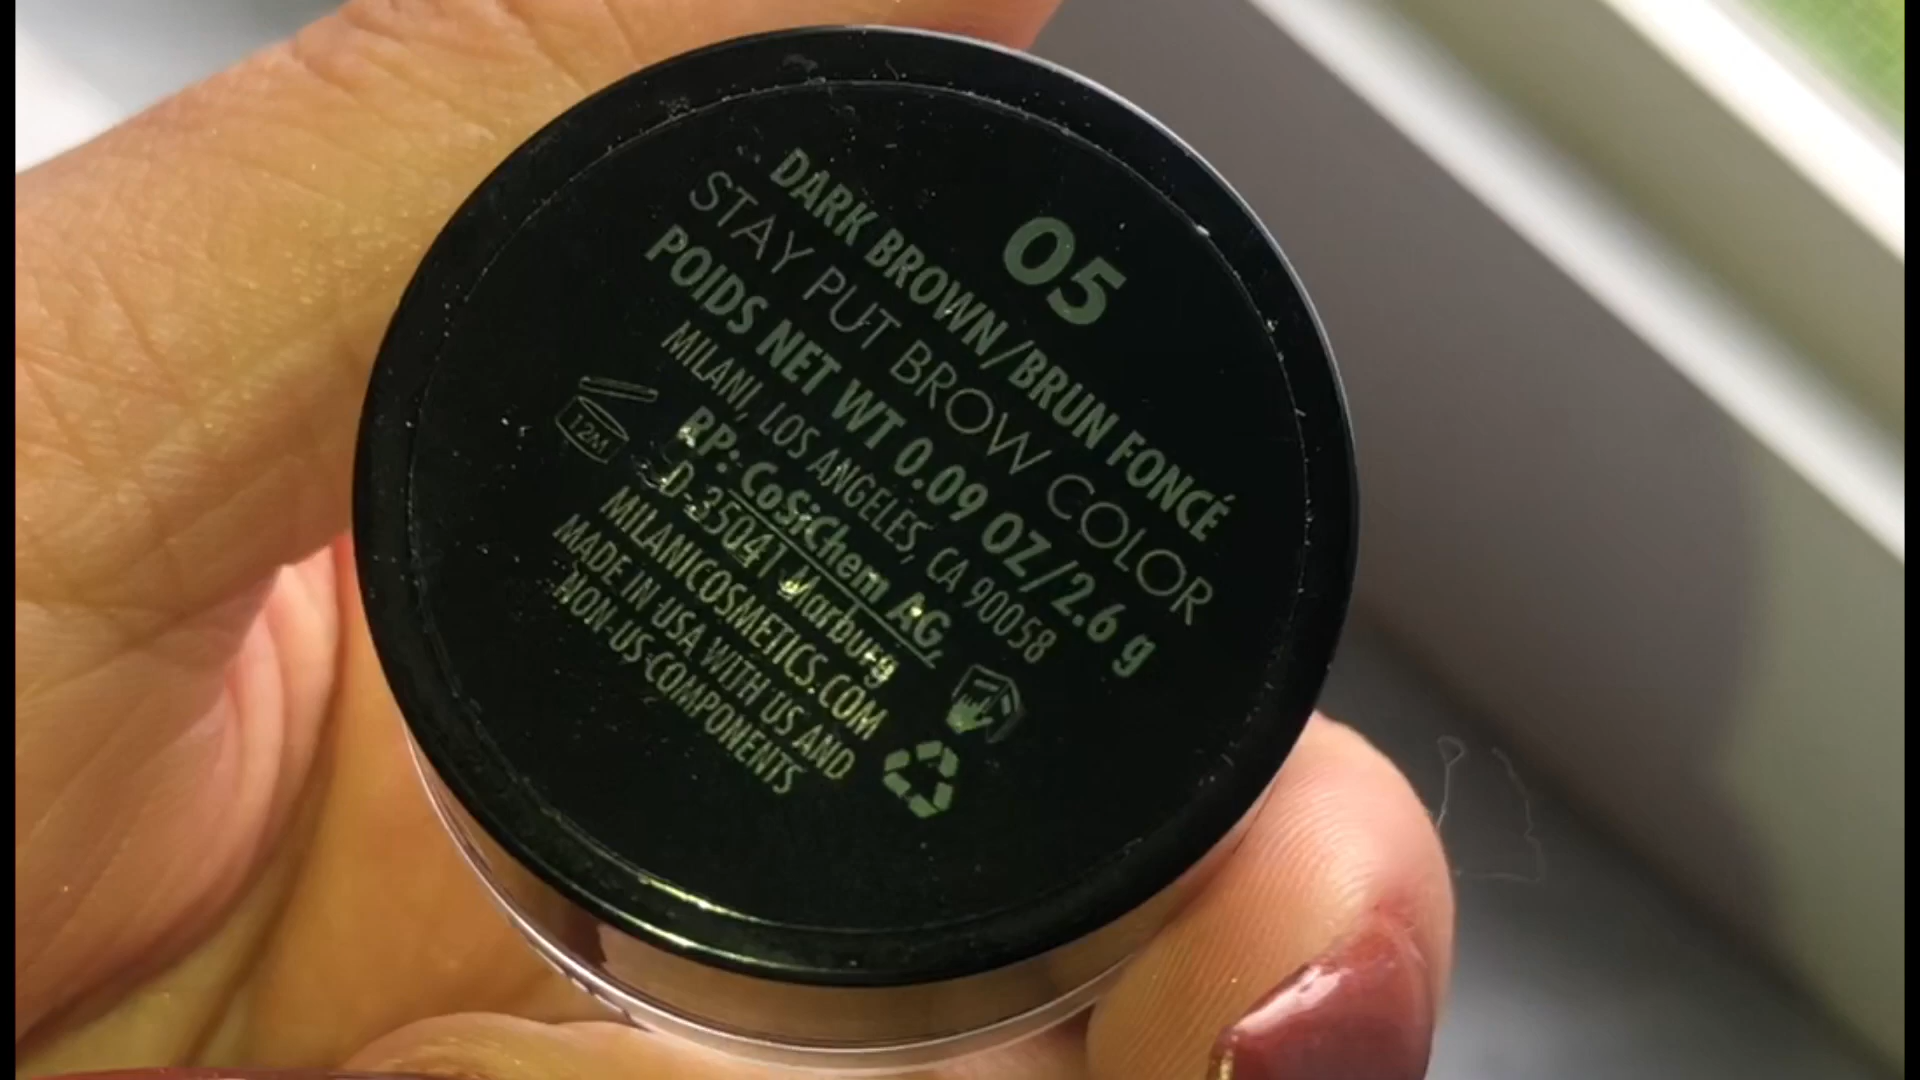 05
DARK BROWN/BRUN FONCÉ
STAY PUT BROW COLOR
POIDS NET WT 0.09 OZ/2.6 g
MILANI, LOS ANGELES, CA 90058
RP: CoSiChem AG,
D-35041 Marburg
MILANICOSMETICS.COM
MADE IN USA WITH US AND
NON-US COMPONENTS
12M